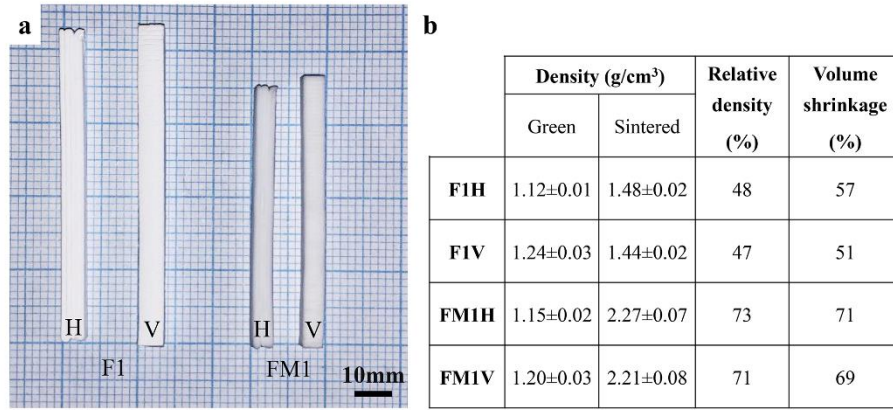 a
H
V
F1
H
V
FM1
10mm
b
Density (g/cm³) Relative density (%) Volume shrinkage (%)
Green Sintered
F1H 1.12±0.01 1.48±0.02 48 57
F1V 1.24±0.03 1.44±0.02 47 51
FM1H 1.15±0.02 2.27±0.07 73 71
FM1V 1.20±0.03 2.21±0.08 71 69